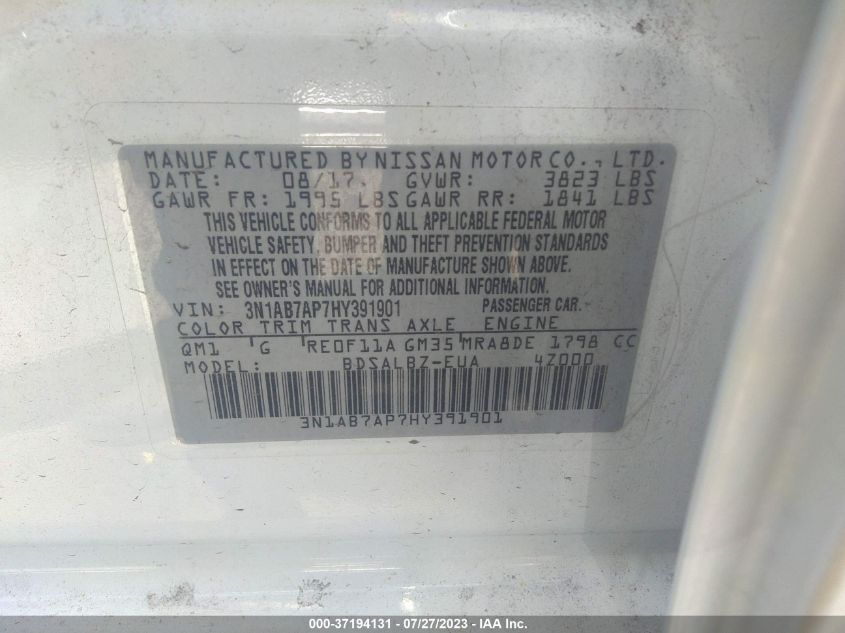 MANUFACTURED BY NISSAN MOTOR CO., LTD.
DATE: 08/17. GVWR: 3823 LBS
GAWR FR: 1995 LBS GAWR RR: 1841 LBS
THIS VEHICLE CONFORMS TO ALL APPLICABLE FEDERAL MOTOR
VEHICLE SAFETY, BUMPER AND THEFT PREVENTION STANDARDS
IN EFFECT ON THE DATE OF MANUFACTURE SHOWN ABOVE.
SEE OWNER'S MANUAL FOR ADDITIONAL INFORMATION.
VIN: 3N1AB7AP7HY391901 PASSENGER CAR.
COLOR TRIM TRANS AXLE ENGINE
QM1 G RE0F11A GM35 MRA8DE 1798 CC
MODEL: BDSALBZ-EUA 4Z000
3N1AB7AP7HY391901
000-37194131 - 07/27/2023 - IAA Inc.